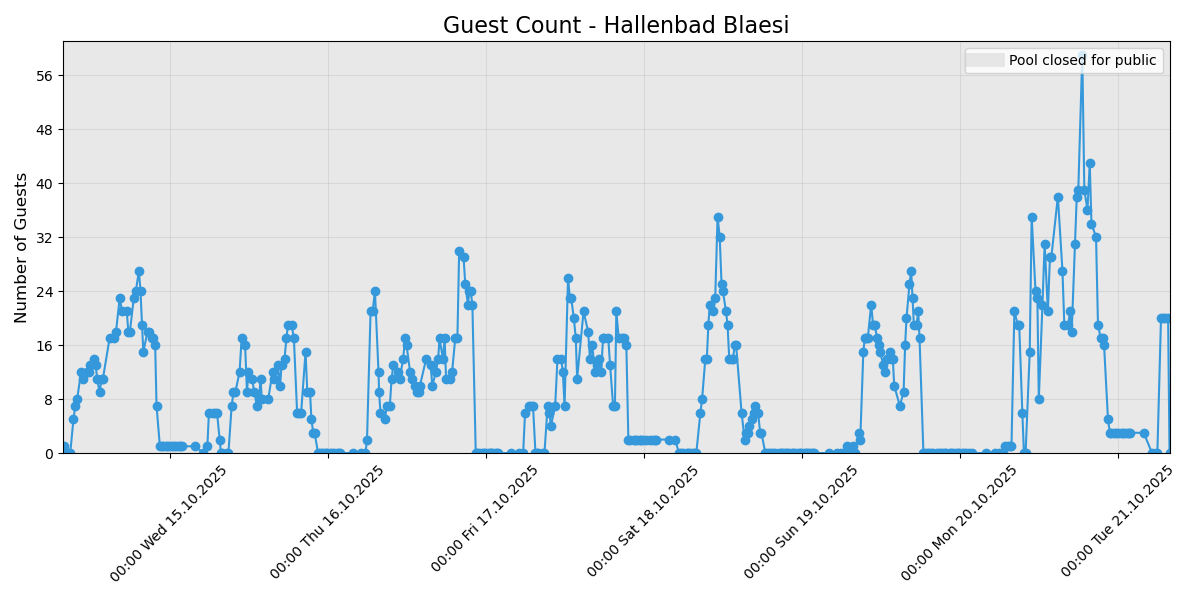 Guest Count - Hallenbad Blaesi
Pool closed for public
Number of Guests
56
48
40
32
24
16
8
0
00:00 Wed 15.10.2025
00:00 Thu 16.10.2025
00:00 Fri 17.10.2025
00:00 Sat 18.10.2025
00:00 Sun 19.10.2025
00:00 Mon 20.10.2025
00:00 Tue 21.10.2025